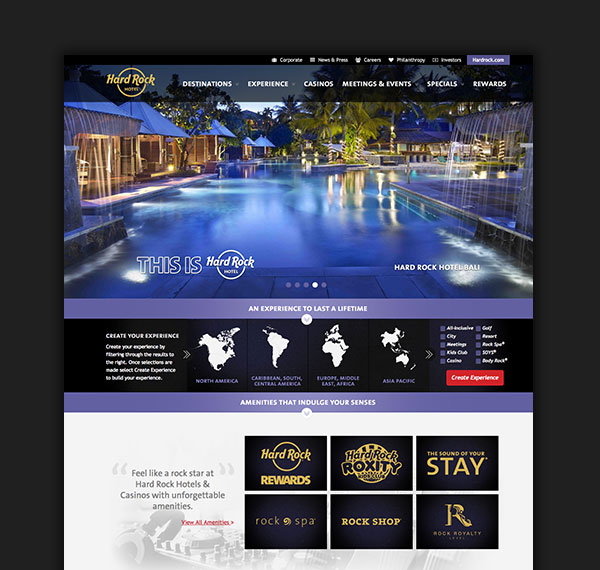 Corporate News & Press Careers Philanthropy Investors Hardrock.com
Hard Rock
HOTEL
DESTINATIONS EXPERIENCE CASINOS MEETINGS & EVENTS SPECIALS REWARDS
THIS IS Hard Rock
HOTEL
HARD ROCK HOTEL BALI
AN EXPERIENCE TO LAST A LIFETIME
CREATE YOUR EXPERIENCE
Create your experience by
filtering through the results to
the right. Once selections are
made select Create Experience
to build your experience.
NORTH AMERICA
CARIBBEAN, SOUTH,
CENTRAL AMERICA
EUROPE, MIDDLE
EAST, AFRICA
ASIA PACIFIC
All-Inclusive Golf
City Resort
Meetings Rock Spa®
Kids Club SOYS®
Casino Body Rock®
Create Experience
AMENITIES THAT INDULGE YOUR SENSES
“ Feel like a rock star at ”
Hard Rock Hotels &
Casinos with unforgettable
amenities.
View All Amenities >
Hard Rock
HOTEL
REWARDS
Hard Rock
ROXITY
KIDS CLUB
THE SOUND OF YOUR
STAY
rock spa
ROCK SHOP
R
ROCK ROYALTY
LEVEL